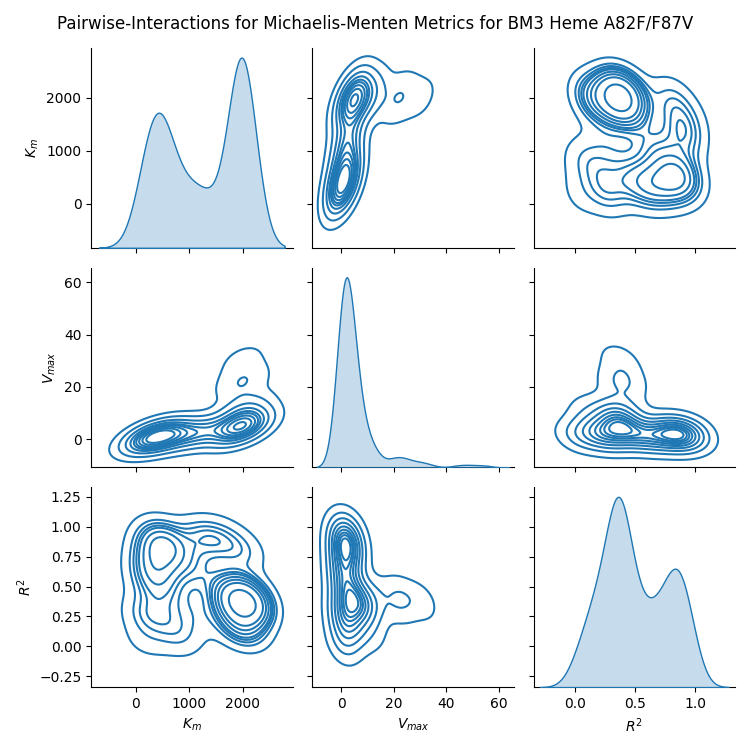 Pairwise-Interactions for Michaelis-Menten Metrics for BM3 Heme A82F/F87V
2000
1000
0
K_m
60
40
20
0
V_max
1.25
1.00
0.75
0.50
0.25
0.00
−0.25
R²
0 1000 2000
K_m
0 20 40 60
V_max
0.0 0.5 1.0
R²